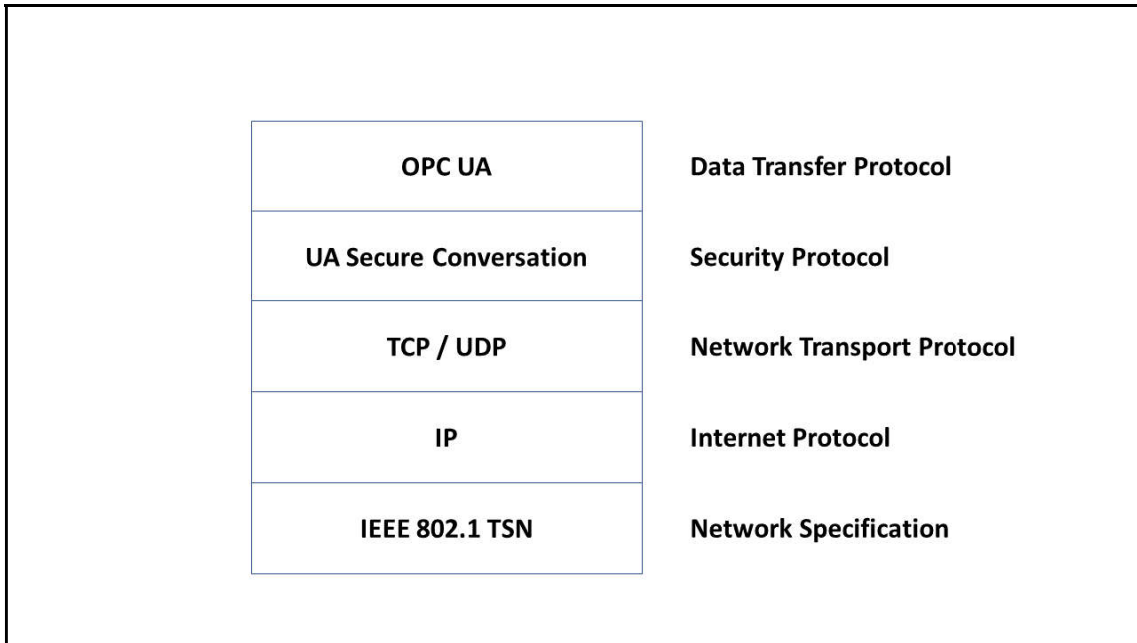 OPC UA Data Transfer Protocol
UA Secure Conversation Security Protocol
TCP / UDP Network Transport Protocol
IP Internet Protocol
IEEE 802.1 TSN Network Specification